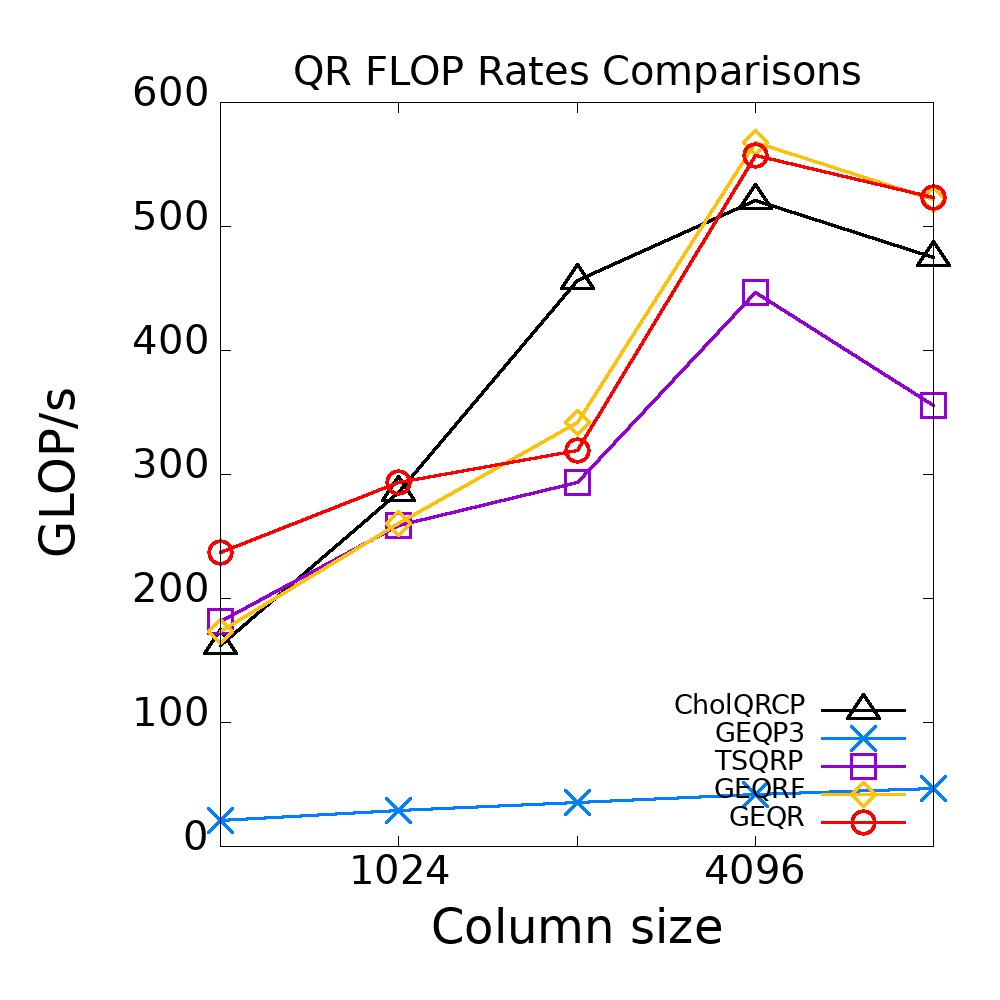 QR FLOP Rates Comparisons
600
500
400
300
200
100
0
GLOP/s
CholQRCP
GEQP3
TSQRP
GEQRF
GEQR
1024
4096
Column size